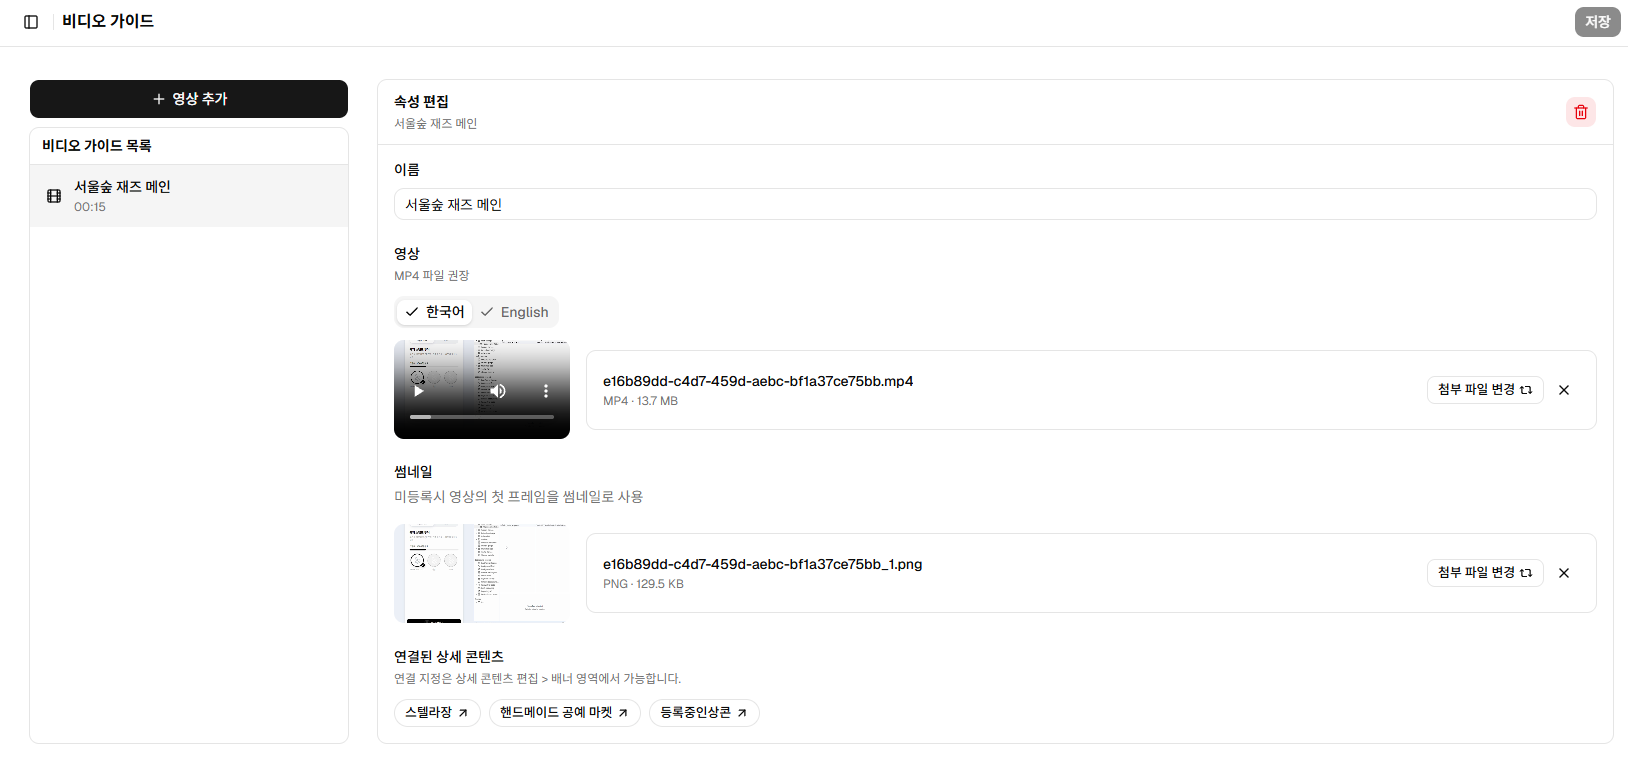 비디오 가이드
저장
영상 추가
비디오 가이드 목록
서울숲 재즈 메인
00:15
속성 편집
서울숲 재즈 메인
이름
서울숲 재즈 메인
영상
MP4 파일 권장
한국어
English
e16b89dd-c4d7-459d-aebc-bf1a37ce75bb.mp4
MP4 · 13.7 MB
첨부 파일 변경
썸네일
미등록시 영상의 첫 프레임을 썸네일로 사용
e16b89dd-c4d7-459d-aebc-bf1a37ce75bb_1.png
PNG · 129.5 KB
첨부 파일 변경
연결된 상세 콘텐츠
연결 지정은 상세 콘텐츠 편집 > 배너 영역에서 가능합니다.
스텔라장
핸드메이드 공예 마켓
등록중인상콘